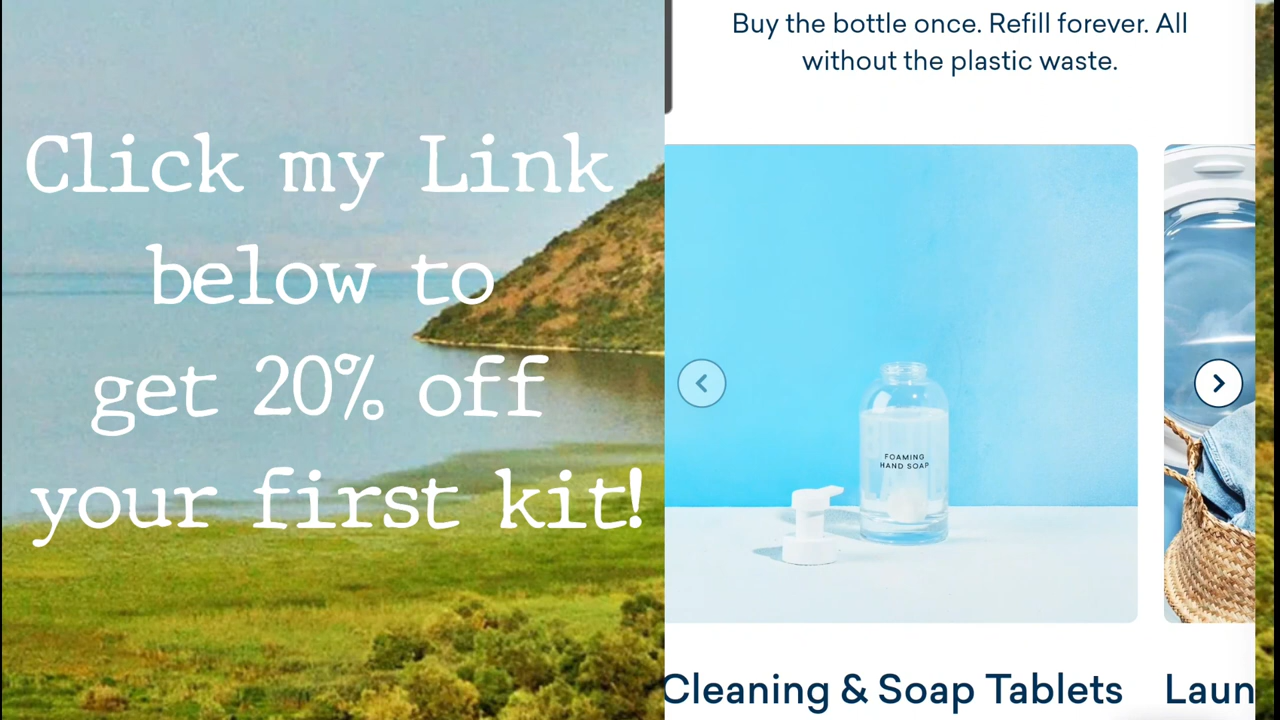 Click my Link
below to
get 20% off
your first kit!
Buy the bottle once. Refill forever. All
without the plastic waste.
FOAMING
HAND SOAP
Cleaning & Soap Tablets
Laun